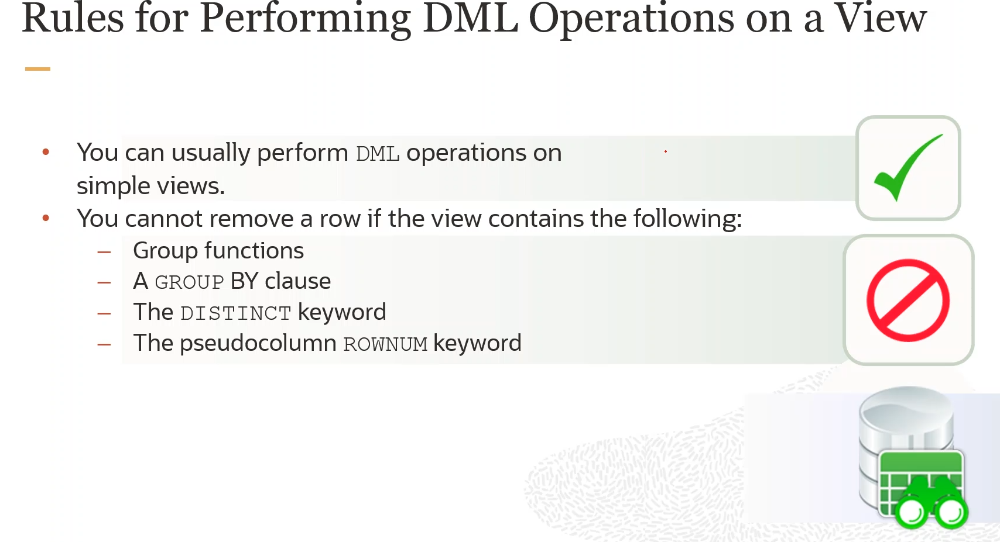 Rules for Performing DML Operations on a View
• You can usually perform DML operations on
simple views.
• You cannot remove a row if the view contains the following:
– Group functions
– A GROUP BY clause
– The DISTINCT keyword
– The pseudocolumn ROWNUM keyword